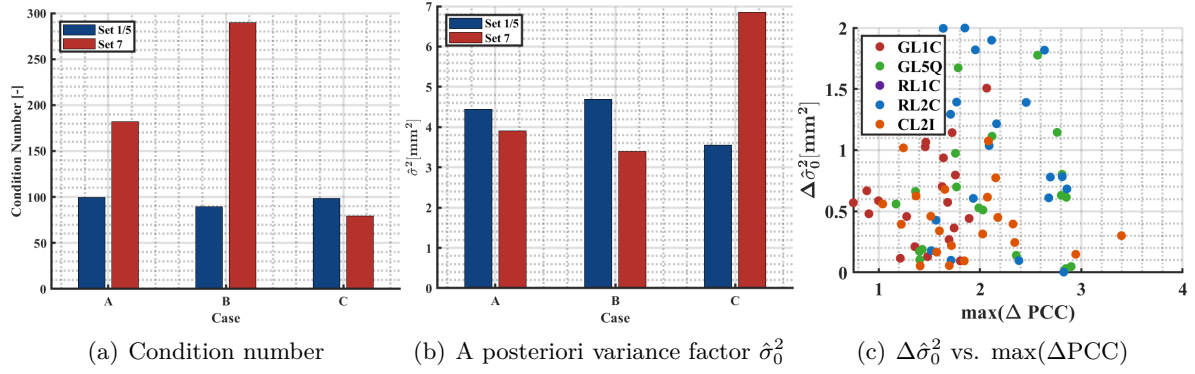 300
250
200
150
100
50
0
Condition Number [-]
Set 1/5
Set 7
A
B
C
Case
(a) Condition number
7
6
5
4
3
2
1
0
σ̂²[mm²]
Set 1/5
Set 7
A
B
C
Case
(b) A posteriori variance factor σ̂₀²
2
1.5
1
0.5
0
Δσ̂₀²[mm²]
GL1C
GL5Q
RL1C
RL2C
CL2I
1
2
3
4
max(Δ PCC)
(c) Δσ̂₀² vs. max(ΔPCC)